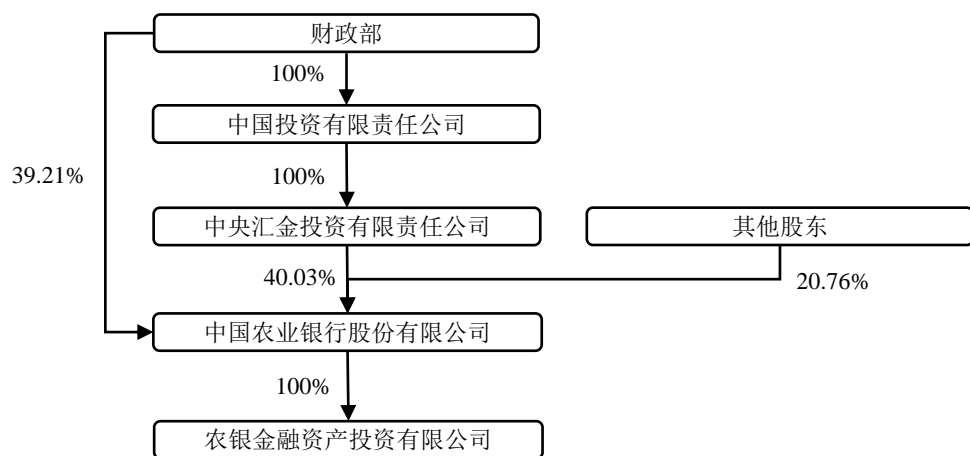 财政部
100%
中国投资有限责任公司
39.21%
100%
中央汇金投资有限责任公司
其他股东
40.03%
20.76%
中国农业银行股份有限公司
100%
农银金融资产投资有限公司